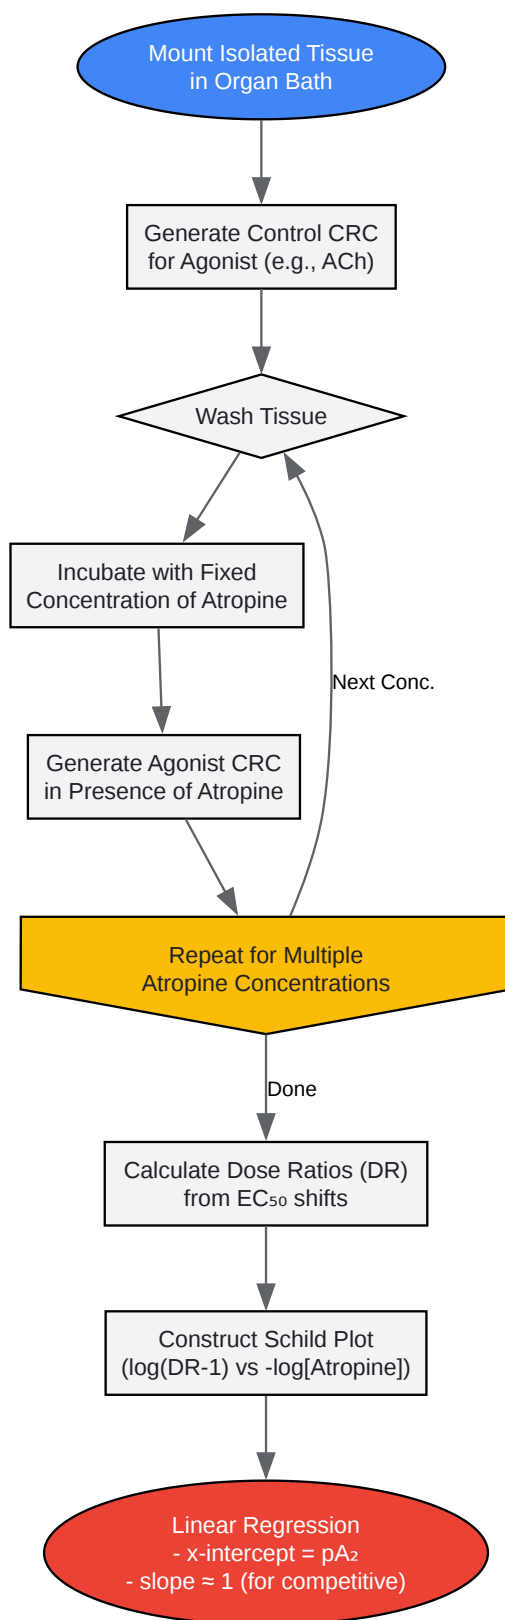 Mount Isolated Tissue
in Organ Bath
Generate Control CRC
for Agonist (e.g., ACh)
Wash Tissue
Incubate with Fixed
Concentration of Atropine
Next Conc.
Generate Agonist CRC
in Presence of Atropine
Repeat for Multiple
Atropine Concentrations
Done
Calculate Dose Ratios (DR)
from EC₅₀ shifts
Construct Schild Plot
(log(DR-1) vs -log[Atropine])
Linear Regression
- x-intercept = pA₂
- slope ≈ 1 (for competitive)